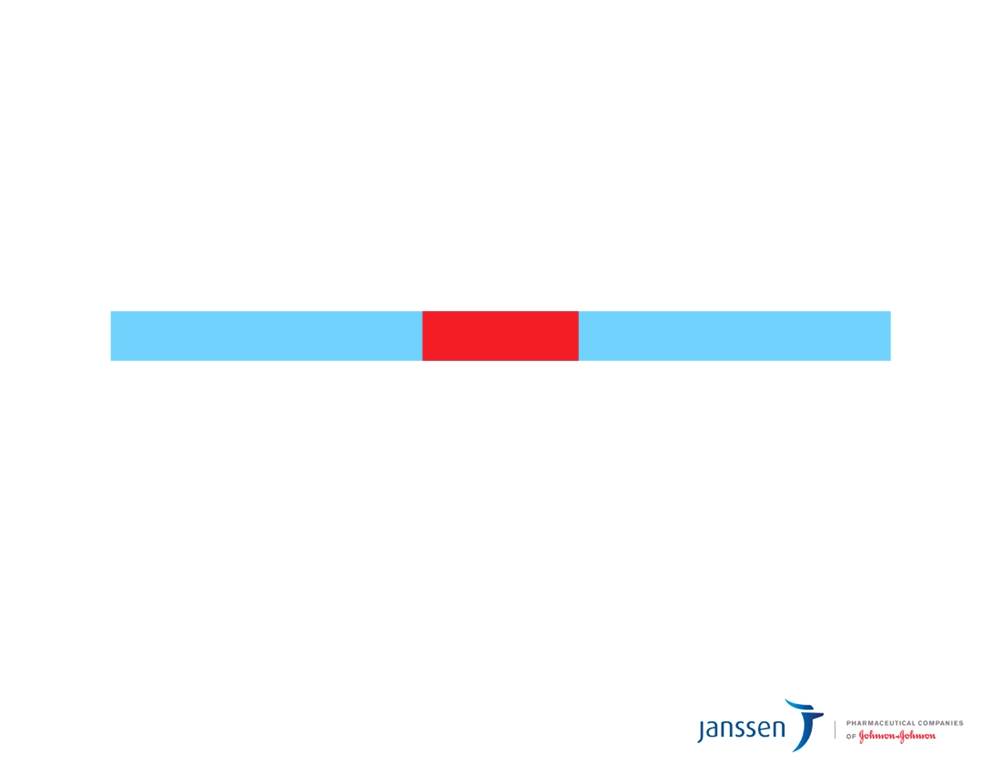 janssen
PHARMACEUTICAL COMPANIES
OF Johnson & Johnson